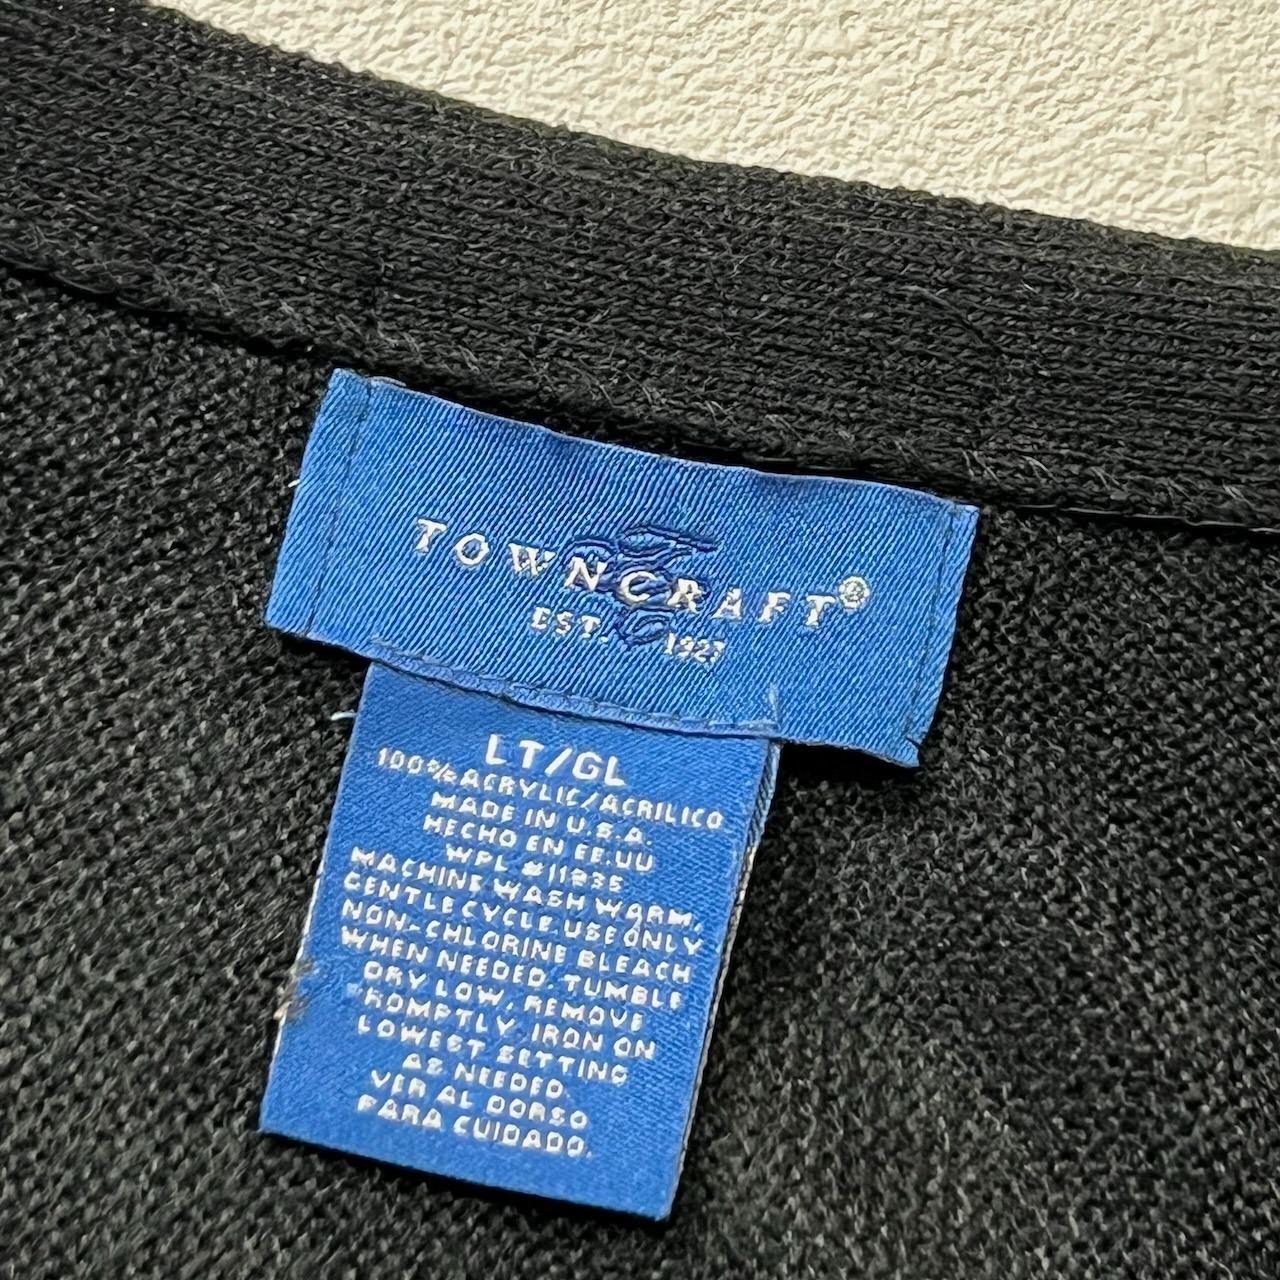 TOWNCRAFT®
EST. 1927
LT/GL
100% ACRYLIC/ACRILICO
MADE IN U.S.A.
HECHO EN EE.UU
WPL #11835
MACHINE WASH WARM,
GENTLE CYCLE. USE ONLY
NON-CHLORINE BLEACH
WHEN NEEDED. TUMBLE
DRY LOW, REMOVE
PROMPTLY, IRON ON
LOWEST SETTING
AS NEEDED.
VER AL DORSO
PARA CUIDADO.